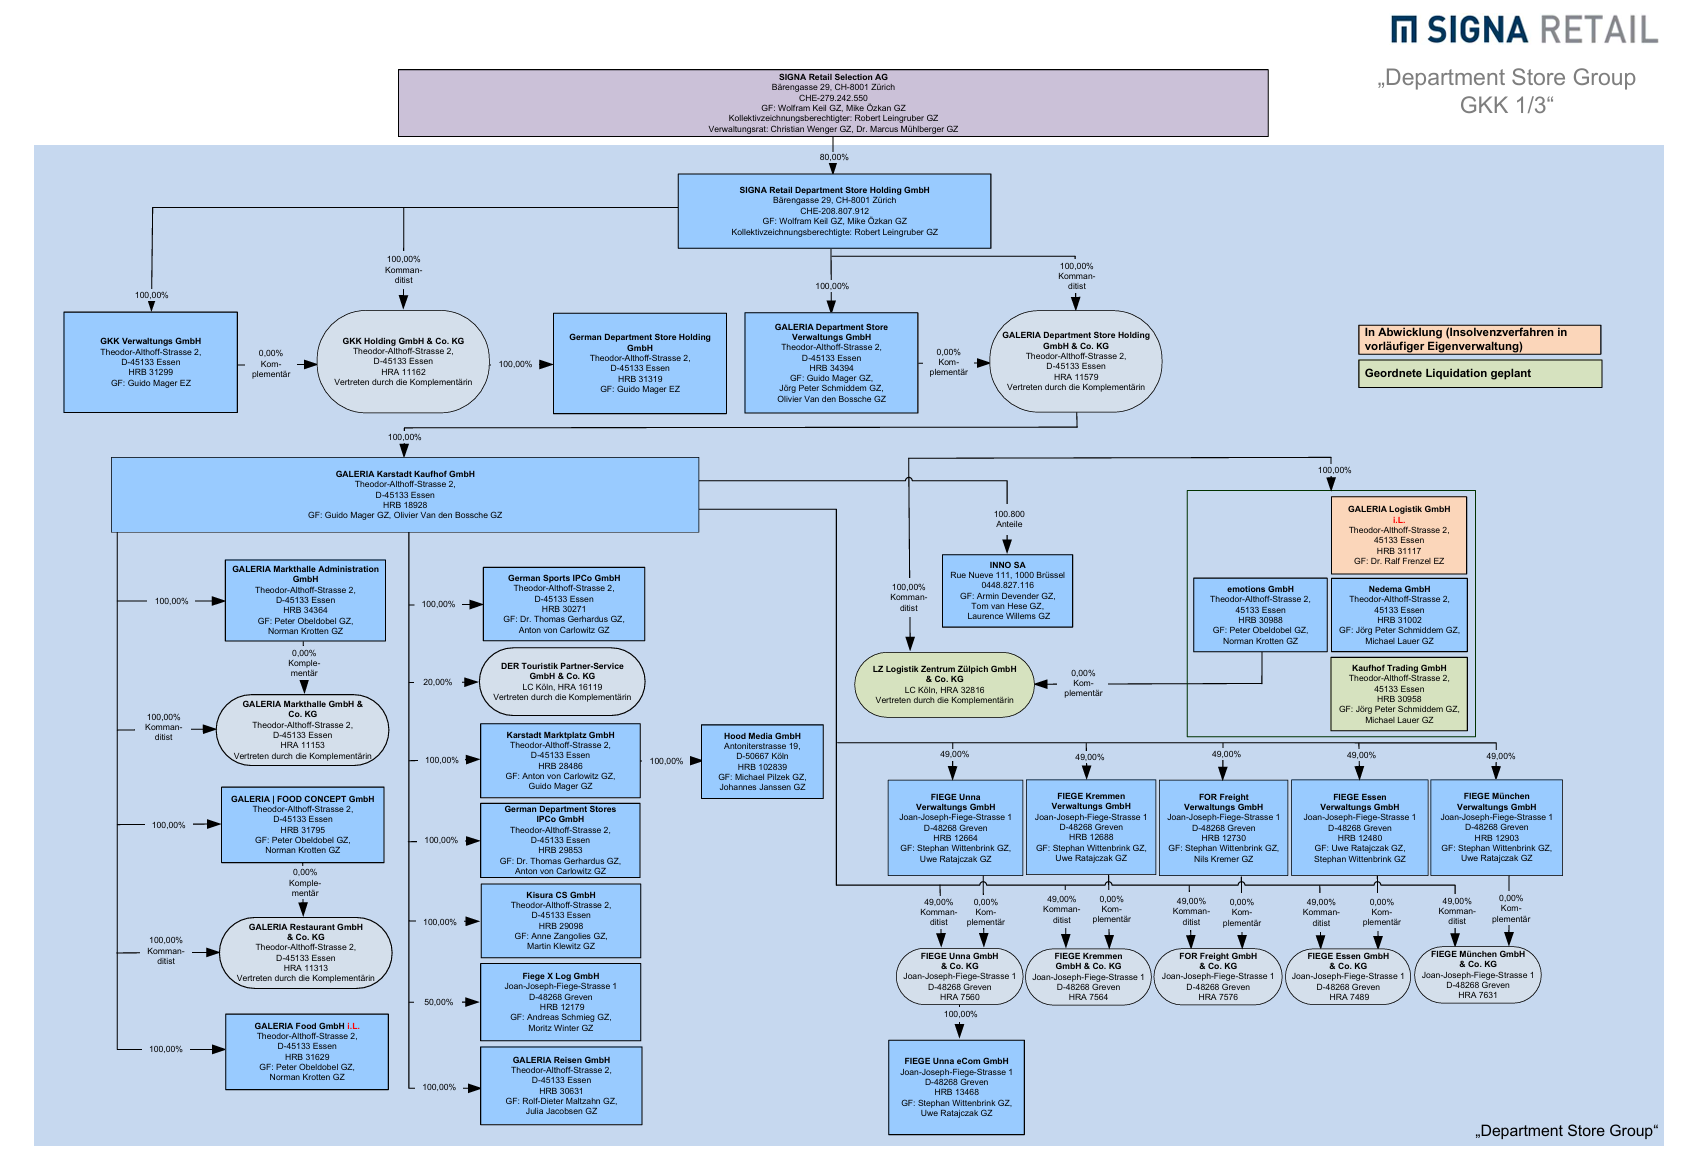 SIGNA RETAIL
„Department Store Group
GKK 1/3“
SIGNA Retail Selection AG
Bärengasse 29, CH-8001 Zürich
CHE-279.242.550
GF: Wolfram Keil GZ, Mike Özkan GZ
Kollektivzeichnungsberechtigter: Robert Leingruber GZ
Verwaltungsrat: Christian Wenger GZ, Dr. Marcus Mühlberger GZ
80,00%
SIGNA Retail Department Store Holding GmbH
Bärengasse 29, CH-8001 Zürich
CHE-208.807.912
GF: Wolfram Keil GZ, Mike Özkan GZ
Kollektivzeichnungsberechtigte: Robert Leingruber GZ
100,00%
100,00%
Komman-
ditist
100,00%
100,00%
Komman-
ditist
GKK Verwaltungs GmbH
Theodor-Althoff-Strasse 2,
D-45133 Essen
HRB 31299
GF: Guido Mager EZ
0,00%
Kom-
plementär
GKK Holding GmbH & Co. KG
Theodor-Althoff-Strasse 2,
D-45133 Essen
HRA 11162
Vertreten durch die Komplementärin
100,00%
German Department Store Holding
GmbH
Theodor-Althoff-Strasse 2,
D-45133 Essen
HRB 31319
GF: Guido Mager EZ
GALERIA Department Store
Verwaltungs GmbH
Theodor-Althoff-Strasse 2,
D-45133 Essen
HRB 34394
GF: Guido Mager GZ,
Jörg Peter Schmiddem GZ,
Olivier Van den Bossche GZ
0,00%
Kom-
plementär
GALERIA Department Store Holding
GmbH & Co. KG
Theodor-Althoff-Strasse 2,
D-45133 Essen
HRA 11579
Vertreten durch die Komplementärin
In Abwicklung (Insolvenzverfahren in
vorläufiger Eigenverwaltung)
Geordnete Liquidation geplant
100,00%
GALERIA Karstadt Kaufhof GmbH
Theodor-Althoff-Strasse 2,
D-45133 Essen
HRB 18928
GF: Guido Mager GZ, Olivier Van den Bossche GZ
100,00%
GALERIA Markthalle Administration
GmbH
Theodor-Althoff-Strasse 2,
D-45133 Essen
HRB 34364
GF: Peter Obeldobel GZ,
Norman Krotten GZ
0,00%
Komple-
mentär
100,00%
Komman-
ditist
GALERIA Markthalle GmbH &
Co. KG
Theodor-Althoff-Strasse 2,
D-45133 Essen
HRA 11153
Vertreten durch die Komplementärin
100,00%
GALERIA | FOOD CONCEPT GmbH
Theodor-Althoff-Strasse 2,
D-45133 Essen
HRB 31795
GF: Peter Obeldobel GZ,
Norman Krotten GZ
0,00%
Komple-
mentär
100,00%
Komman-
ditist
GALERIA Restaurant GmbH
& Co. KG
Theodor-Althoff-Strasse 2,
D-45133 Essen
HRA 11313
Vertreten durch die Komplementärin
100,00%
GALERIA Food GmbH i.L.
Theodor-Althoff-Strasse 2,
D-45133 Essen
HRB 31629
GF: Peter Obeldobel GZ,
Norman Krotten GZ
100,00%
German Sports IPCo GmbH
Theodor-Althoff-Strasse 2,
D-45133 Essen
HRB 30271
GF: Dr. Thomas Gerhardus GZ,
Anton von Carlowitz GZ
20,00%
DER Touristik Partner-Service
GmbH & Co. KG
LC Köln, HRA 16119
Vertreten durch die Komplementärin
100,00%
Karstadt Marktplatz GmbH
Theodor-Althoff-Strasse 2,
D-45133 Essen
HRB 28486
GF: Anton von Carlowitz GZ,
Guido Mager GZ
100,00%
Hood Media GmbH
Antoniterstrasse 19,
D-50667 Köln
HRB 102839
GF: Michael Pilzek GZ,
Johannes Janssen GZ
100,00%
German Department Stores
IPCo GmbH
Theodor-Althoff-Strasse 2,
D-45133 Essen
HRB 29853
GF: Dr. Thomas Gerhardus GZ,
Anton von Carlowitz GZ
100,00%
Kisura CS GmbH
Theodor-Althoff-Strasse 2,
D-45133 Essen
HRB 29098
GF: Anne Zangolies GZ,
Martin Klewitz GZ
50,00%
Fiege X Log GmbH
Joan-Joseph-Fiege-Strasse 1
D-48268 Greven
HRB 12179
GF: Andreas Schmieg GZ,
Moritz Winter GZ
100,00%
GALERIA Reisen GmbH
Theodor-Althoff-Strasse 2,
D-45133 Essen
HRB 30631
GF: Rolf-Dieter Maltzahn GZ,
Julia Jacobsen GZ
100.800
Anteile
INNO SA
Rue Nueve 111, 1000 Brüssel
0448.827.116
GF: Armin Devender GZ,
Tom van Hese GZ,
Laurence Willems GZ
100,00%
Komman-
ditist
LZ Logistik Zentrum Zülpich GmbH
& Co. KG
LC Köln, HRA 32816
Vertreten durch die Komplementärin
0,00%
Kom-
plementär
100,00%
GALERIA Logistik GmbH
i.L.
Theodor-Althoff-Strasse 2,
45133 Essen
HRB 31117
GF: Dr. Ralf Frenzel EZ
emotions GmbH
Theodor-Althoff-Strasse 2,
45133 Essen
HRB 30988
GF: Peter Obeldobel GZ,
Norman Krotten GZ
Nedema GmbH
Theodor-Althoff-Strasse 2,
45133 Essen
HRB 31002
GF: Jörg Peter Schmiddem GZ,
Michael Lauer GZ
Kaufhof Trading GmbH
Theodor-Althoff-Strasse 2,
45133 Essen
HRB 30958
GF: Jörg Peter Schmiddem GZ,
Michael Lauer GZ
49,00%
49,00%
49,00%
49,00%
49,00%
FIEGE Unna
Verwaltungs GmbH
Joan-Joseph-Fiege-Strasse 1
D-48268 Greven
HRB 12664
GF: Stephan Wittenbrink GZ,
Uwe Ratajczak GZ
FIEGE Kremmen
Verwaltungs GmbH
Joan-Joseph-Fiege-Strasse 1
D-48268 Greven
HRB 12688
GF: Stephan Wittenbrink GZ,
Uwe Ratajczak GZ
FOR Freight
Verwaltungs GmbH
Joan-Joseph-Fiege-Strasse 1
D-48268 Greven
HRB 12730
GF: Stephan Wittenbrink GZ,
Nils Kremer GZ
FIEGE Essen
Verwaltungs GmbH
Joan-Joseph-Fiege-Strasse 1
D-48268 Greven
HRB 12480
GF: Uwe Ratajczak GZ,
Stephan Wittenbrink GZ
FIEGE München
Verwaltungs GmbH
Joan-Joseph-Fiege-Strasse 1
D-48268 Greven
HRB 12903
GF: Stephan Wittenbrink GZ,
Uwe Ratajczak GZ
49,00%
Komman-
ditist
0,00%
Kom-
plementär
49,00%
Komman-
ditist
0,00%
Kom-
plementär
49,00%
Komman-
ditist
0,00%
Kom-
plementär
49,00%
Komman-
ditist
0,00%
Kom-
plementär
49,00%
Komman-
ditist
0,00%
Kom-
plementär
FIEGE Unna GmbH
& Co. KG
Joan-Joseph-Fiege-Strasse 1
D-48268 Greven
HRA 7560
FIEGE Kremmen
GmbH & Co. KG
Joan-Joseph-Fiege-Strasse 1
D-48268 Greven
HRA 7564
FOR Freight GmbH
& Co. KG
Joan-Joseph-Fiege-Strasse 1
D-48268 Greven
HRA 7576
FIEGE Essen GmbH
& Co. KG
Joan-Joseph-Fiege-Strasse 1
D-48268 Greven
HRA 7489
FIEGE München GmbH
& Co. KG
Joan-Joseph-Fiege-Strasse 1
D-48268 Greven
HRA 7631
100,00%
FIEGE Unna eCom GmbH
Joan-Joseph-Fiege-Strasse 1
D-48268 Greven
HRB 13468
GF: Stephan Wittenbrink GZ,
Uwe Ratajczak GZ
„Department Store Group“